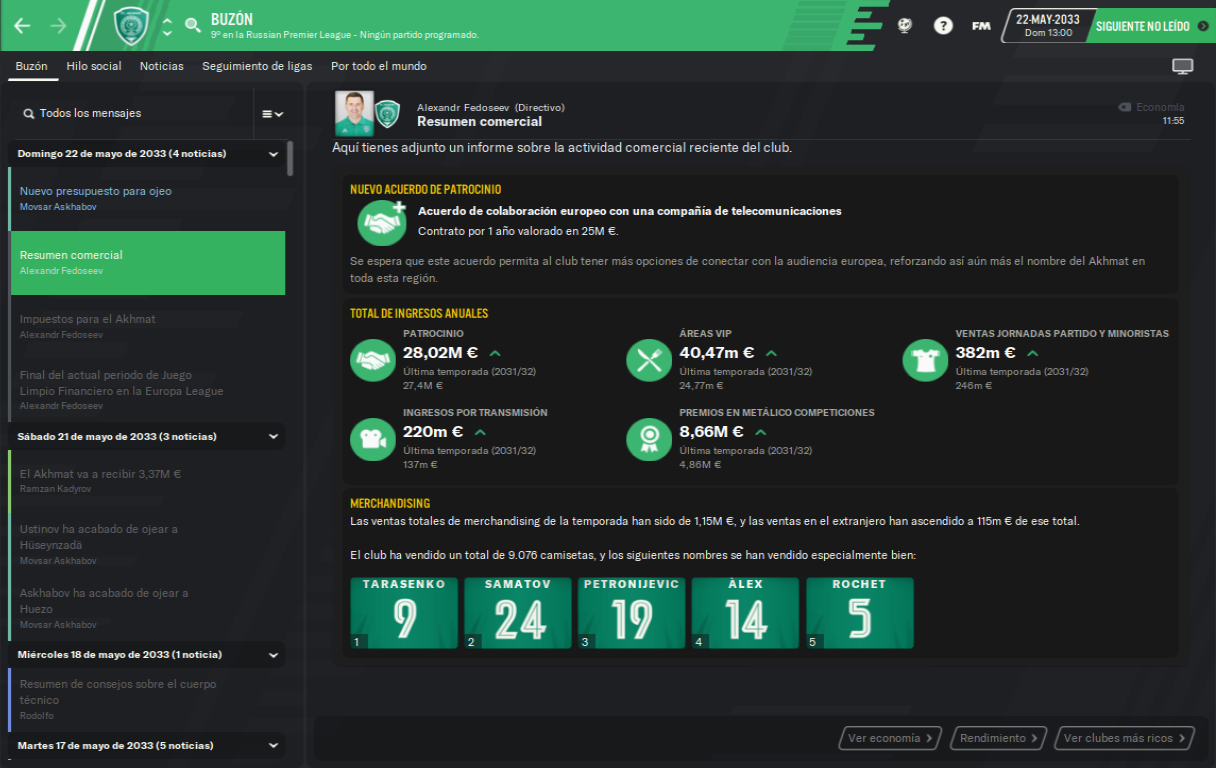 BUZÓN
9º en la Russian Premier League - Ningún partido programado.
FM
22-MAY-2033
Dom 13:00
SIGUIENTE NO LEÍDO
Buzón
Hilo social
Noticias
Seguimiento de ligas
Por todo el mundo
Todos los mensajes
Domingo 22 de mayo de 2033 (4 noticias)
Nuevo presupuesto para ojeo
Movsar Askhabov
Resumen comercial
Alexandr Fedoseev
Impuestos para el Akhmat
Alexandr Fedoseev
Final del actual periodo de Juego
Limpio Financiero en la Europa League
Alexandr Fedoseev
Sábado 21 de mayo de 2033 (3 noticias)
El Akhmat va a recibir 3,37M €
Ramzan Kadyrov
Ustinov ha acabado de ojear a
Hüseynzadä
Movsar Askhabov
Askhabov ha acabado de ojear a
Huezo
Movsar Askhabov
Miércoles 18 de mayo de 2033 (1 noticia)
Resumen de consejos sobre el cuerpo
técnico
Rodolfo
Martes 17 de mayo de 2033 (5 noticias)
Alexandr Fedoseev (Directivo)
Resumen comercial
Economía
11:55
Aquí tienes adjunto un informe sobre la actividad comercial reciente del club.
NUEVO ACUERDO DE PATROCINIO
Acuerdo de colaboración europeo con una compañía de telecomunicaciones
Contrato por 1 año valorado en 25M €.
Se espera que este acuerdo permita al club tener más opciones de conectar con la audiencia europea, reforzando así aún más el nombre del Akhmat en
toda esta región.
TOTAL DE INGRESOS ANUALES
PATROCINIO
28,02M €
Última temporada (2031/32)
27,4M €
ÁREAS VIP
40,47m €
Última temporada (2031/32)
24,77m €
VENTAS JORNADAS PARTIDO Y MINORISTAS
382m €
Última temporada (2031/32)
246m €
INGRESOS POR TRANSMISIÓN
220m €
Última temporada (2031/32)
137m €
PREMIOS EN METÁLICO COMPETICIONES
8,66M €
Última temporada (2031/32)
4,86M €
MERCHANDISING
Las ventas totales de merchandising de la temporada han sido de 1,15M €, y las ventas en el extranjero han ascendido a 115m € de ese total.
El club ha vendido un total de 9.076 camisetas, y los siguientes nombres se han vendido especialmente bien:
TARASENKO
9
1
SAMATOV
24
2
PETRONIJEVIC
19
3
ÀLEX
14
4
ROCHET
5
5
Ver economía
Rendimiento
Ver clubes más ricos